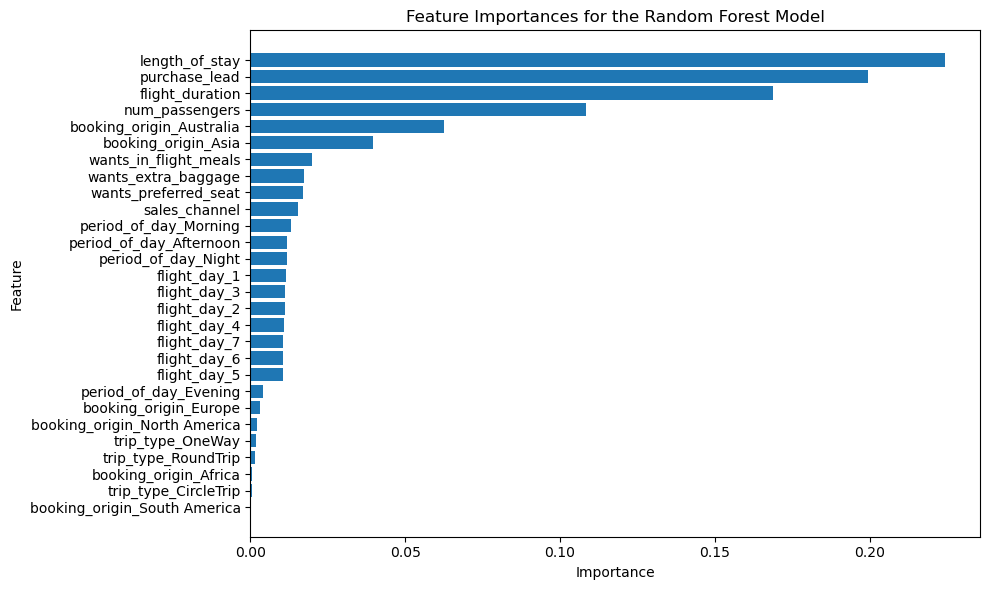 Feature Importances for the Random Forest Model
length_of_stay
purchase_lead
flight_duration
num_passengers
booking_origin_Australia
booking_origin_Asia
wants_in_flight_meals
wants_extra_baggage
wants_preferred_seat
sales_channel
period_of_day_Morning
period_of_day_Afternoon
period_of_day_Night
flight_day_1
flight_day_3
flight_day_2
flight_day_4
flight_day_7
flight_day_6
flight_day_5
period_of_day_Evening
booking_origin_Europe
booking_origin_North America
trip_type_OneWay
trip_type_RoundTrip
booking_origin_Africa
trip_type_CircleTrip
booking_origin_South America
Feature
0.00 0.05 0.10 0.15 0.20
Importance